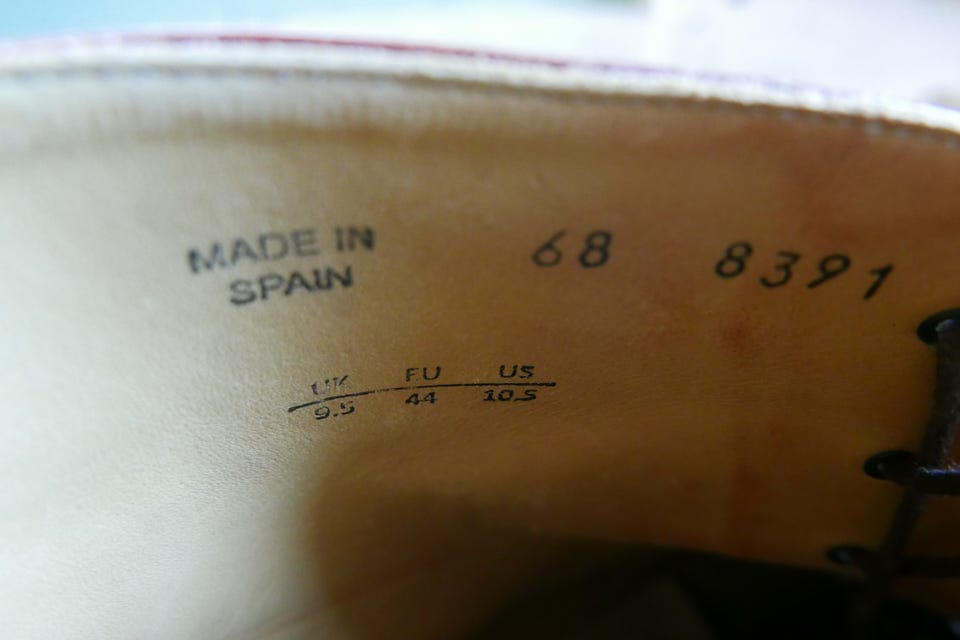 MADE IN
SPAIN
68 8391
UK EU US
9.5 44 10.5